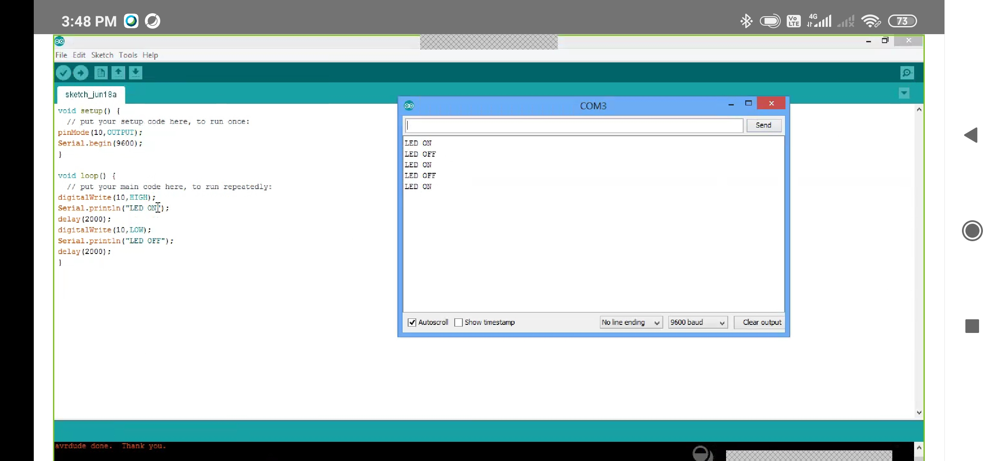 3:48 PM
Vo LTE 4G 73
File Edit Sketch Tools Help
sketch_jun18a
void setup() {
  // put your setup code here, to run once:
pinMode(10,OUTPUT);
Serial.begin(9600);
}
void loop() {
  // put your main code here, to run repeatedly:
digitalWrite(10,HIGH);
Serial.println("LED ON");
delay(2000);
digitalWrite(10,LOW);
Serial.println("LED OFF");
delay(2000);
}
COM3
Send
LED ON
LED OFF
LED ON
LED OFF
LED ON
Autoscroll Show timestamp No line ending 9600 baud Clear output
avrdude done.  Thank you.